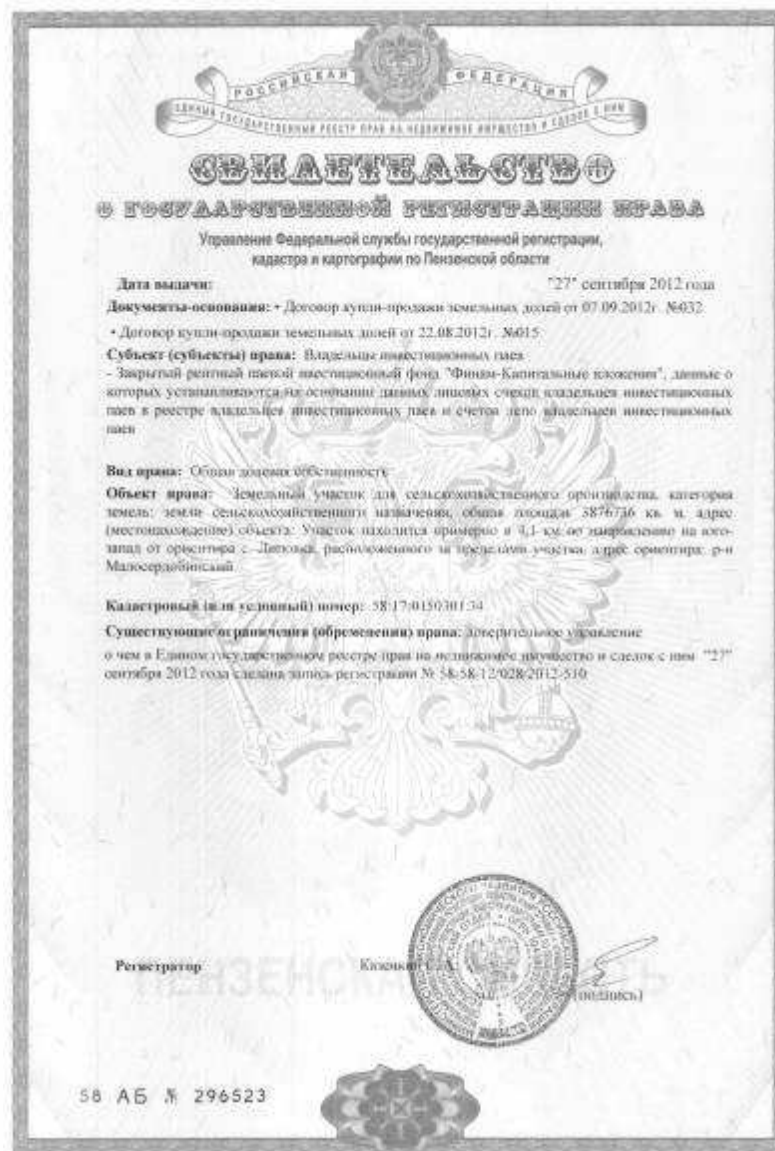 РОССИЙСКАЯ ФЕДЕРАЦИЯ
ЕДИНЫЙ ГОСУДАРСТВЕННЫЙ РЕЕСТР ПРАВ НА НЕДВИЖИМОЕ ИМУЩЕСТВО И СДЕЛОК С НИМ
СВИДЕТЕЛЬСТВО
О ГОСУДАРСТВЕННОЙ РЕГИСТРАЦИИ ПРАВА
Управление Федеральной службы государственной регистрации,
кадастра и картографии по Пензенской области
Дата выдачи: "27" сентября 2012 года
Документы-основания: • Договор купли-продажи земельных долей от 07.09.2012г. №032
• Договор купли-продажи земельных долей от 22.08.2012г. №015
Субъект (субъекты) права: Владельцы инвестиционных паев
- Закрытый рентный паевой инвестиционный фонд "Финам-Капитальные вложения", данные о
которых устанавливаются на основании данных лицевых счетов владельцев инвестиционных
паев в реестре владельцев инвестиционных паев и счетов депо владельцев инвестиционных
паев
Вид права: Общая долевая собственность
Объект права: Земельный участок для сельскохозяйственного производства, категория
земель: земли сельскохозяйственного назначения, общая площадь 3876736 кв. м, адрес
(местонахождение) объекта: Участок находится примерно в 4,1 км по направлению на юго-
запад от ориентира с. Липовка, расположенного за пределами участка, адрес ориентира: р-н
Малосердобинский
Кадастровый (или условный) номер: 58:17:0150301:34
Существующие ограничения (обременения) права: доверительное управление
о чем в Едином государственном реестре прав на недвижимое имущество и сделок с ним "27"
сентября 2012 года сделана запись регистрации № 58-58-12/028/2012-510
Регистратор
(подпись)
ПЕНЗЕНСКАЯ ОБЛАСТЬ
58 АБ № 296523